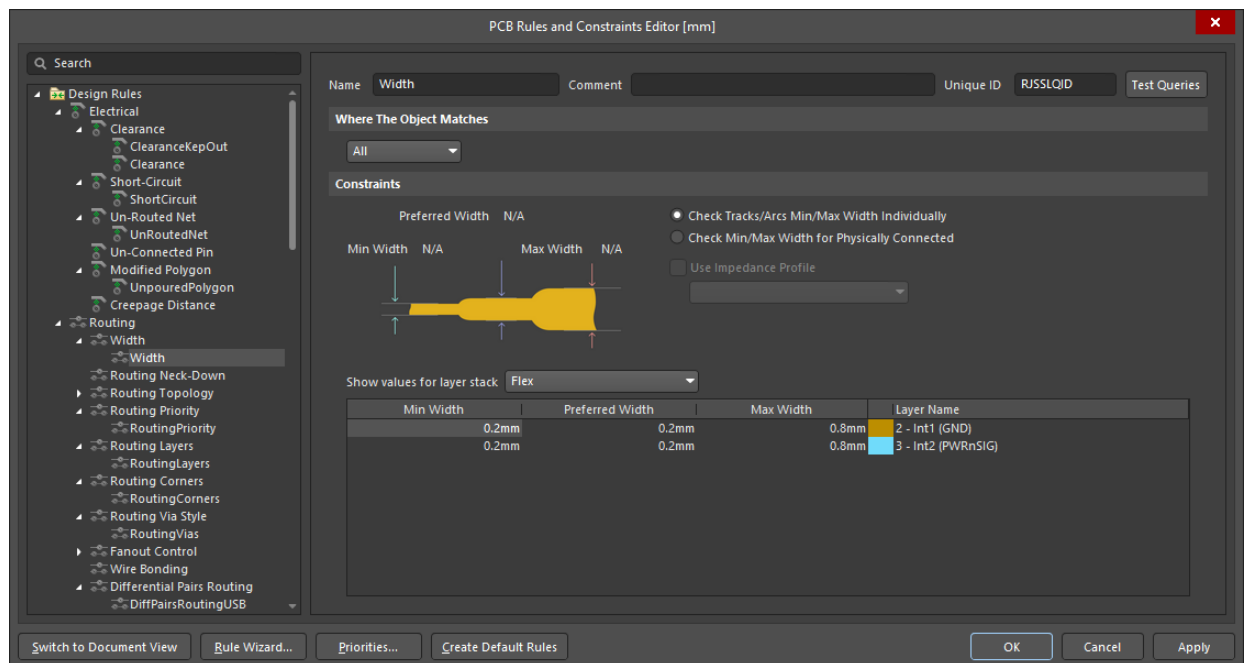 PCB Rules and Constraints Editor [mm]
Search
Design Rules
Electrical
Clearance
ClearanceKepOut
Clearance
Short-Circuit
ShortCircuit
Un-Routed Net
UnRoutedNet
Un-Connected Pin
Modified Polygon
UnpouredPolygon
Creepage Distance
Routing
Width
Width
Routing Neck-Down
Routing Topology
Routing Priority
RoutingPriority
Routing Layers
RoutingLayers
Routing Corners
RoutingCorners
Routing Via Style
RoutingVias
Fanout Control
Wire Bonding
Differential Pairs Routing
DiffPairsRoutingUSB
Name Width Comment Unique ID RJSSLQID Test Queries
Where The Object Matches
All
Constraints
Preferred Width N/A
Min Width N/A Max Width N/A
Check Tracks/Arcs Min/Max Width Individually
Check Min/Max Width for Physically Connected
Use Impedance Profile
Show values for layer stack Flex
Min Width Preferred Width Max Width Layer Name
0.2mm 0.2mm 0.8mm 2 - Int1 (GND)
0.2mm 0.2mm 0.8mm 3 - Int2 (PWRnSIG)
Switch to Document View Rule Wizard... Priorities... Create Default Rules OK Cancel Apply